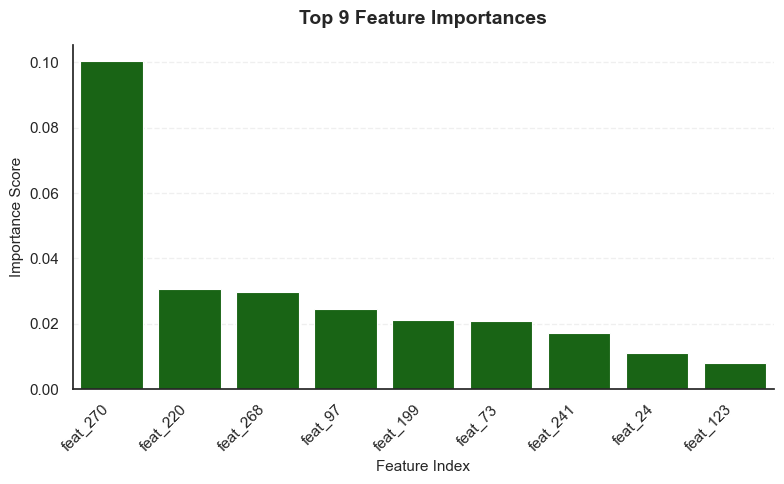 Top 9 Feature Importances
Importance Score
0.10
0.08
0.06
0.04
0.02
0.00
feat_270
feat_220
feat_268
feat_97
feat_199
feat_73
feat_241
feat_24
feat_123
Feature Index